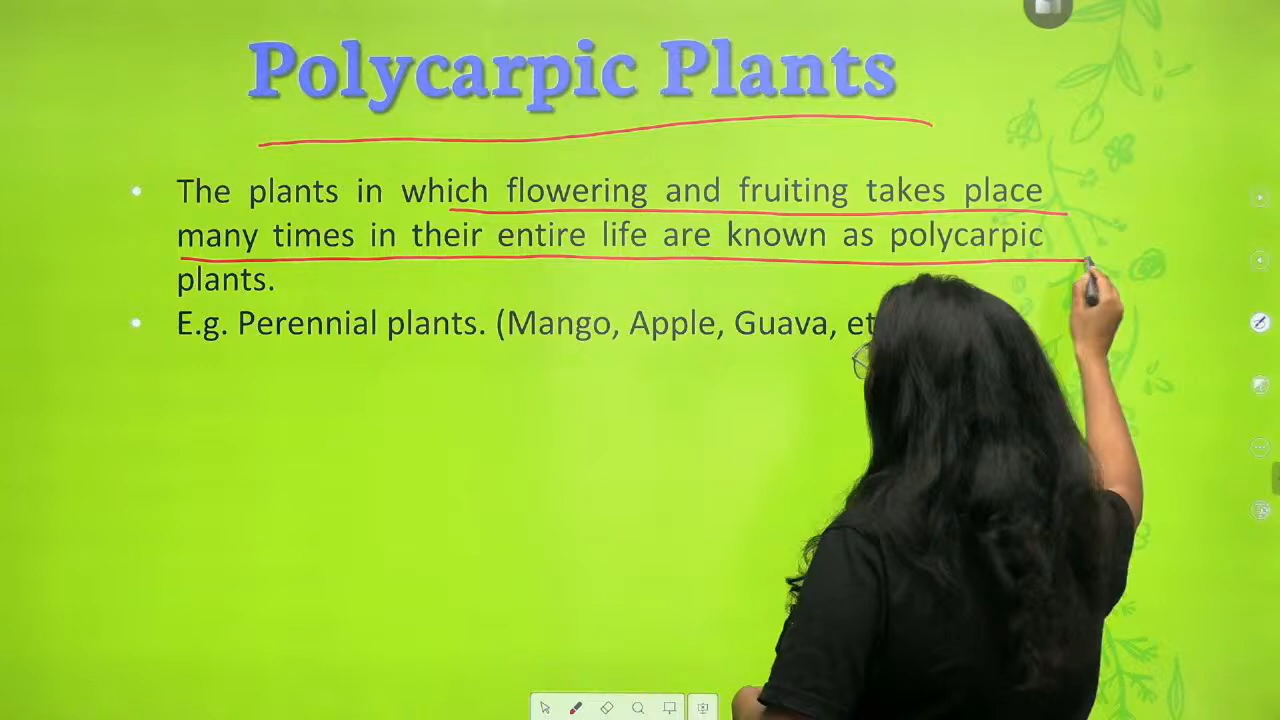 Polycarpic Plants
The plants in which flowering and fruiting takes place
many times in their entire life are known as polycarpic
plants.
E.g. Perennial plants. (Mango, Apple, Guava,